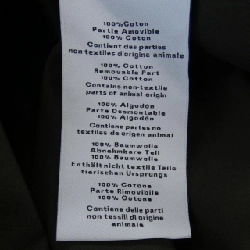 100%Coton
Partie Amovible
100% Coton
Contient des parties
non textiles d'origine animale
100% Cotton
Removable Part
100% Cotton
Contains non-textile
parts of animal origin
100% Algodón
Parte Desmontable
100% Algodón
Contiene partes no
textiles de origen animal
100% Baumwolle
Abnehmbare Teil
100% Baumwolle
Enthält nicht textile Teile
tierischen Ursprungs
100% Cotone
Parte Rimovibile
100% Cotone
Contiene delle parti
non tessili di origine
animale